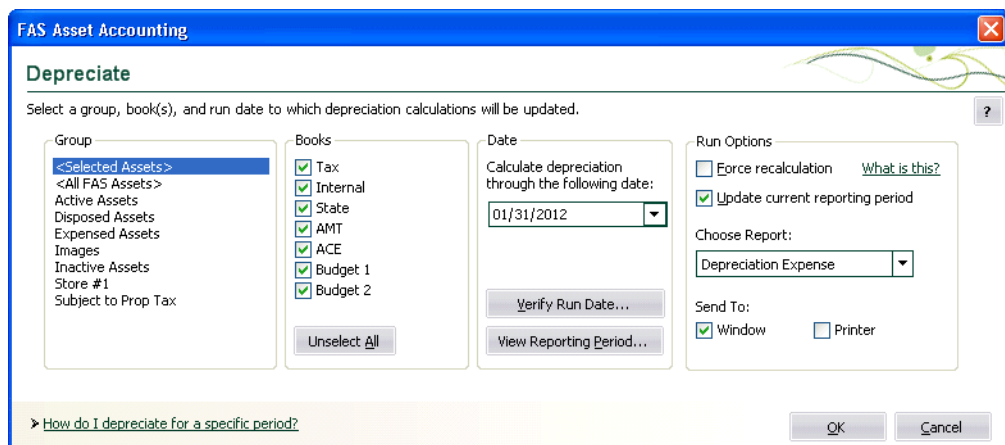 FAS Asset Accounting
Depreciate
Select a group, book(s), and run date to which depreciation calculations will be updated.
?
Group
<Selected Assets>
<All FAS Assets>
Active Assets
Disposed Assets
Expensed Assets
Images
Inactive Assets
Store #1
Subject to Prop Tax
Books
Tax
Internal
State
AMT
ACE
Budget 1
Budget 2
Unselect All
Date
Calculate depreciation
through the following date:
01/31/2012
Verify Run Date...
View Reporting Period...
Run Options
Force recalculation What is this?
Update current reporting period
Choose Report:
Depreciation Expense
Send To:
Window Printer
How do I depreciate for a specific period?
OK Cancel